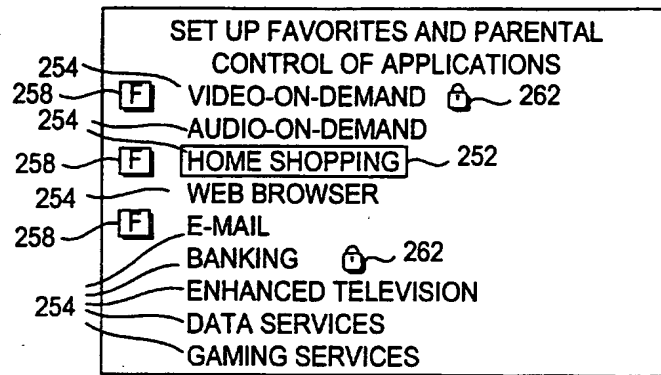 SET UP FAVORITES AND PARENTAL
CONTROL OF APPLICATIONS
254
258 F VIDEO-ON-DEMAND 262
254
AUDIO-ON-DEMAND
258 F HOME SHOPPING 252
254 WEB BROWSER
258 F E-MAIL
BANKING 262
ENHANCED TELEVISION
254
DATA SERVICES
GAMING SERVICES